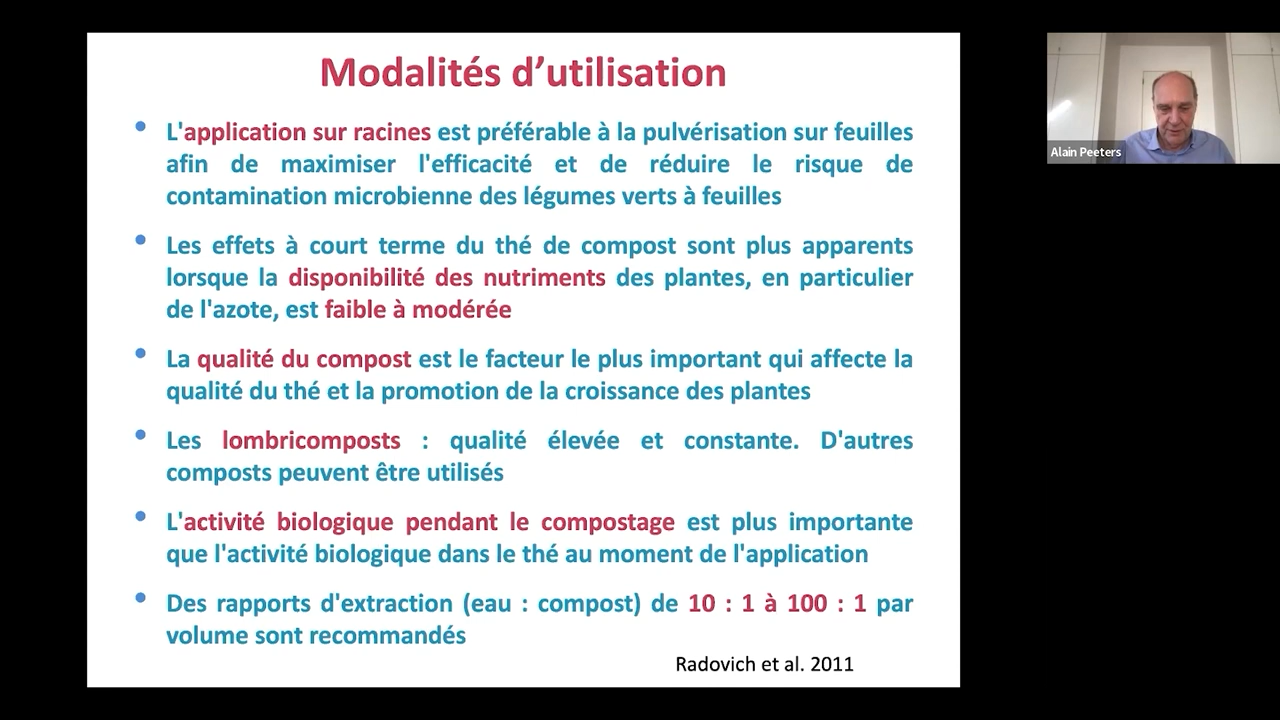 Modalités d’utilisation
• L'application sur racines est préférable à la pulvérisation sur feuilles
afin de maximiser l'efficacité et de réduire le risque de
contamination microbienne des légumes verts à feuilles
• Les effets à court terme du thé de compost sont plus apparents
lorsque la disponibilité des nutriments des plantes, en particulier
de l'azote, est faible à modérée
• La qualité du compost est le facteur le plus important qui affecte la
qualité du thé et la promotion de la croissance des plantes
• Les lombricomposts : qualité élevée et constante. D'autres
composts peuvent être utilisés
• L'activité biologique pendant le compostage est plus importante
que l'activité biologique dans le thé au moment de l'application
• Des rapports d'extraction (eau : compost) de 10 : 1 à 100 : 1 par
volume sont recommandés
Radovich et al. 2011
Alain Peeters